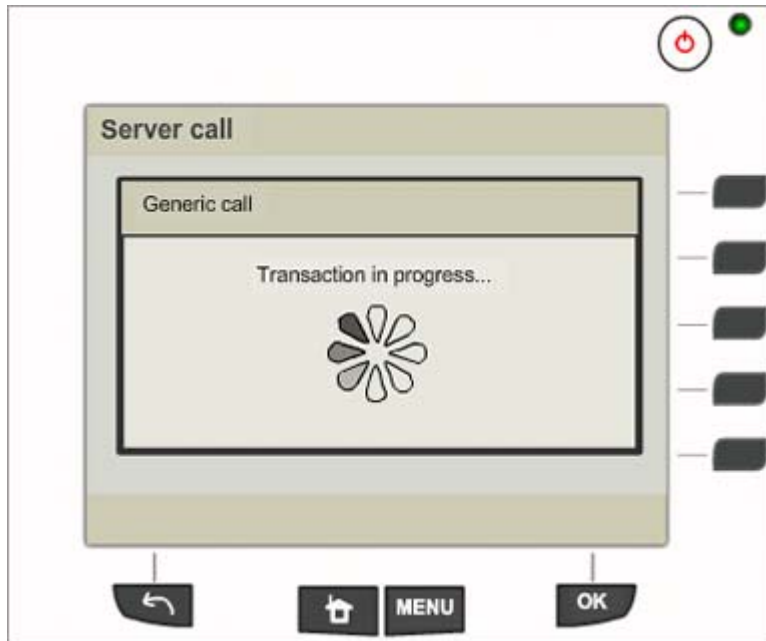 Server call
Generic call
Transaction in progress...
MENU
OK